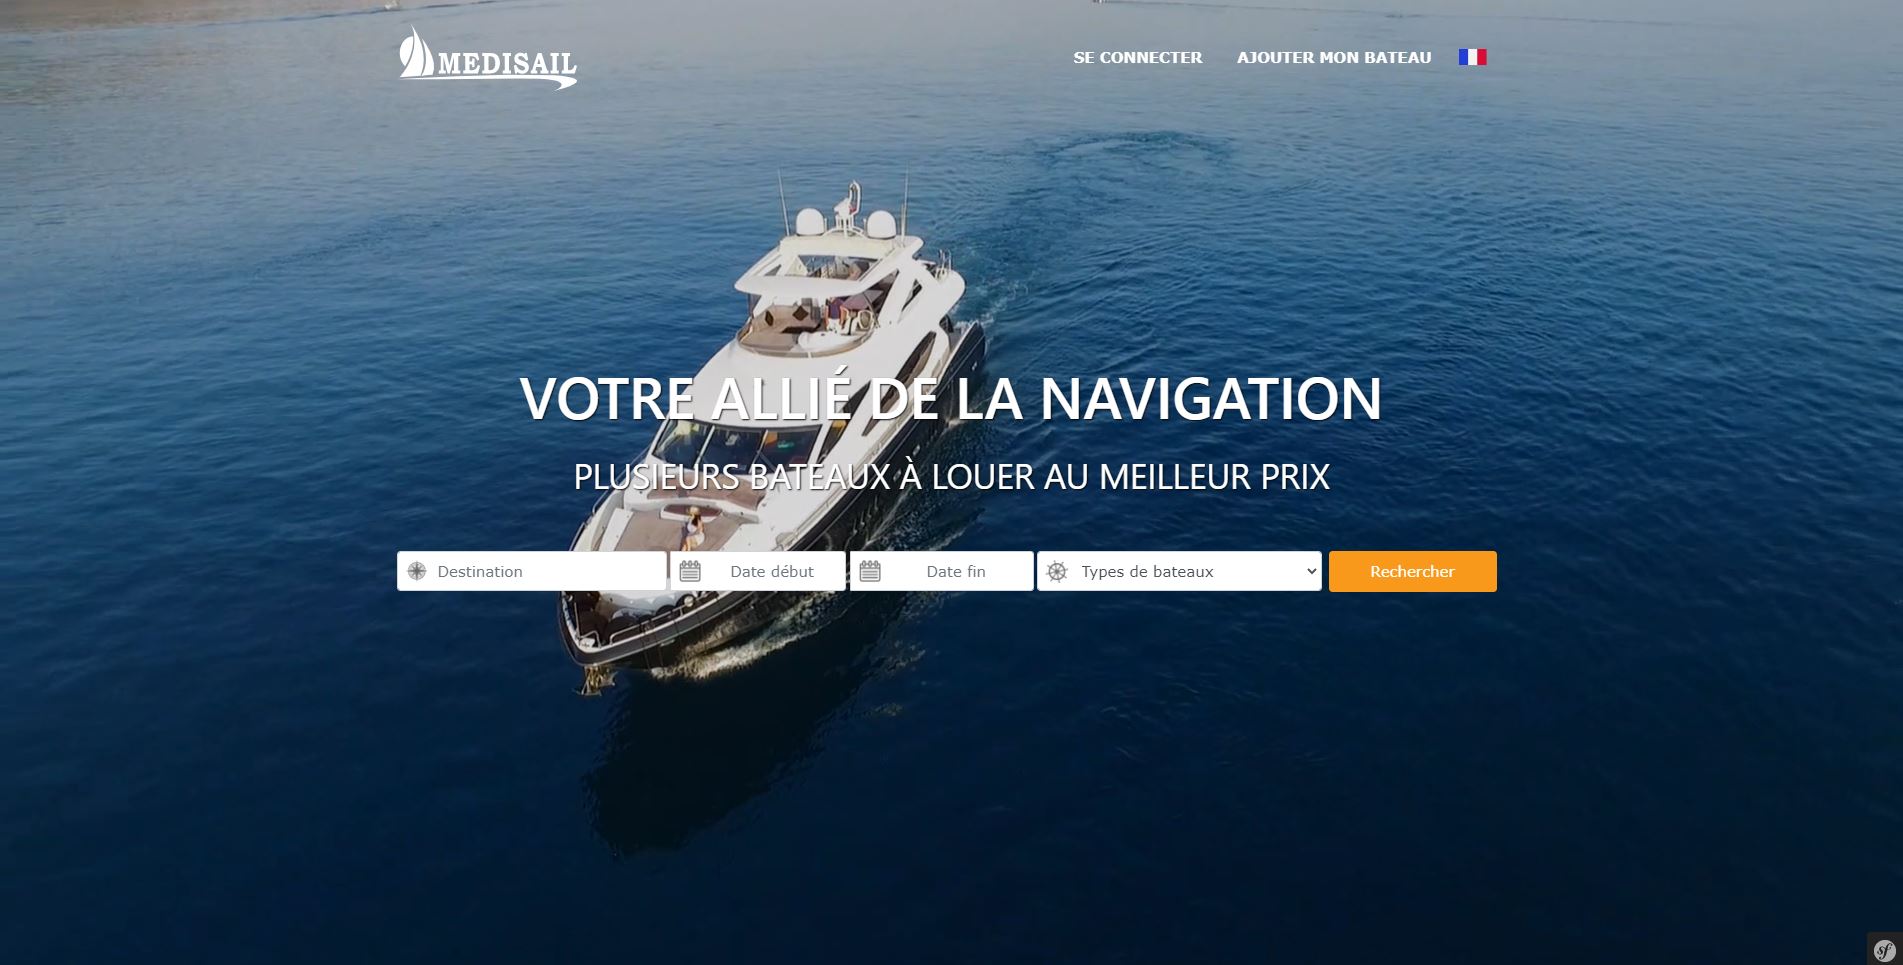 MEDISAIL
SE CONNECTER
AJOUTER MON BATEAU
VOTRE ALLIÉ DE LA NAVIGATION
PLUSIEURS BATEAUX À LOUER AU MEILLEUR PRIX
Destination
Date début
Date fin
Types de bateaux
Rechercher
sf